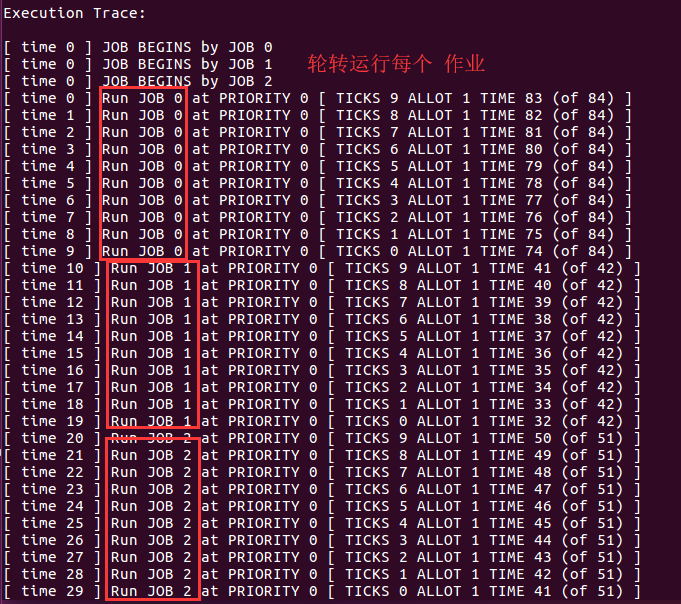 Execution Trace:
[ time 0 ] JOB BEGINS by JOB 0
[ time 0 ] JOB BEGINS by JOB 1
轮转运行每个 作业
[ time 0 ] JOB BEGINS by JOB 2
[ time 0 ] Run JOB 0 at PRIORITY 0 [ TICKS 9 ALLOT 1 TIME 83 (of 84) ]
[ time 1 ] Run JOB 0 at PRIORITY 0 [ TICKS 8 ALLOT 1 TIME 82 (of 84) ]
[ time 2 ] Run JOB 0 at PRIORITY 0 [ TICKS 7 ALLOT 1 TIME 81 (of 84) ]
[ time 3 ] Run JOB 0 at PRIORITY 0 [ TICKS 6 ALLOT 1 TIME 80 (of 84) ]
[ time 4 ] Run JOB 0 at PRIORITY 0 [ TICKS 5 ALLOT 1 TIME 79 (of 84) ]
[ time 5 ] Run JOB 0 at PRIORITY 0 [ TICKS 4 ALLOT 1 TIME 78 (of 84) ]
[ time 6 ] Run JOB 0 at PRIORITY 0 [ TICKS 3 ALLOT 1 TIME 77 (of 84) ]
[ time 7 ] Run JOB 0 at PRIORITY 0 [ TICKS 2 ALLOT 1 TIME 76 (of 84) ]
[ time 8 ] Run JOB 0 at PRIORITY 0 [ TICKS 1 ALLOT 1 TIME 75 (of 84) ]
[ time 9 ] Run JOB 0 at PRIORITY 0 [ TICKS 0 ALLOT 1 TIME 74 (of 84) ]
[ time 10 ] Run JOB 1 at PRIORITY 0 [ TICKS 9 ALLOT 1 TIME 41 (of 42) ]
[ time 11 ] Run JOB 1 at PRIORITY 0 [ TICKS 8 ALLOT 1 TIME 40 (of 42) ]
[ time 12 ] Run JOB 1 at PRIORITY 0 [ TICKS 7 ALLOT 1 TIME 39 (of 42) ]
[ time 13 ] Run JOB 1 at PRIORITY 0 [ TICKS 6 ALLOT 1 TIME 38 (of 42) ]
[ time 14 ] Run JOB 1 at PRIORITY 0 [ TICKS 5 ALLOT 1 TIME 37 (of 42) ]
[ time 15 ] Run JOB 1 at PRIORITY 0 [ TICKS 4 ALLOT 1 TIME 36 (of 42) ]
[ time 16 ] Run JOB 1 at PRIORITY 0 [ TICKS 3 ALLOT 1 TIME 35 (of 42) ]
[ time 17 ] Run JOB 1 at PRIORITY 0 [ TICKS 2 ALLOT 1 TIME 34 (of 42) ]
[ time 18 ] Run JOB 1 at PRIORITY 0 [ TICKS 1 ALLOT 1 TIME 33 (of 42) ]
[ time 19 ] Run JOB 1 at PRIORITY 0 [ TICKS 0 ALLOT 1 TIME 32 (of 42) ]
[ time 20 ] Run JOB 2 at PRIORITY 0 [ TICKS 9 ALLOT 1 TIME 50 (of 51) ]
[ time 21 ] Run JOB 2 at PRIORITY 0 [ TICKS 8 ALLOT 1 TIME 49 (of 51) ]
[ time 22 ] Run JOB 2 at PRIORITY 0 [ TICKS 7 ALLOT 1 TIME 48 (of 51) ]
[ time 23 ] Run JOB 2 at PRIORITY 0 [ TICKS 6 ALLOT 1 TIME 47 (of 51) ]
[ time 24 ] Run JOB 2 at PRIORITY 0 [ TICKS 5 ALLOT 1 TIME 46 (of 51) ]
[ time 25 ] Run JOB 2 at PRIORITY 0 [ TICKS 4 ALLOT 1 TIME 45 (of 51) ]
[ time 26 ] Run JOB 2 at PRIORITY 0 [ TICKS 3 ALLOT 1 TIME 44 (of 51) ]
[ time 27 ] Run JOB 2 at PRIORITY 0 [ TICKS 2 ALLOT 1 TIME 43 (of 51) ]
[ time 28 ] Run JOB 2 at PRIORITY 0 [ TICKS 1 ALLOT 1 TIME 42 (of 51) ]
[ time 29 ] Run JOB 2 at PRIORITY 0 [ TICKS 0 ALLOT 1 TIME 41 (of 51) ]